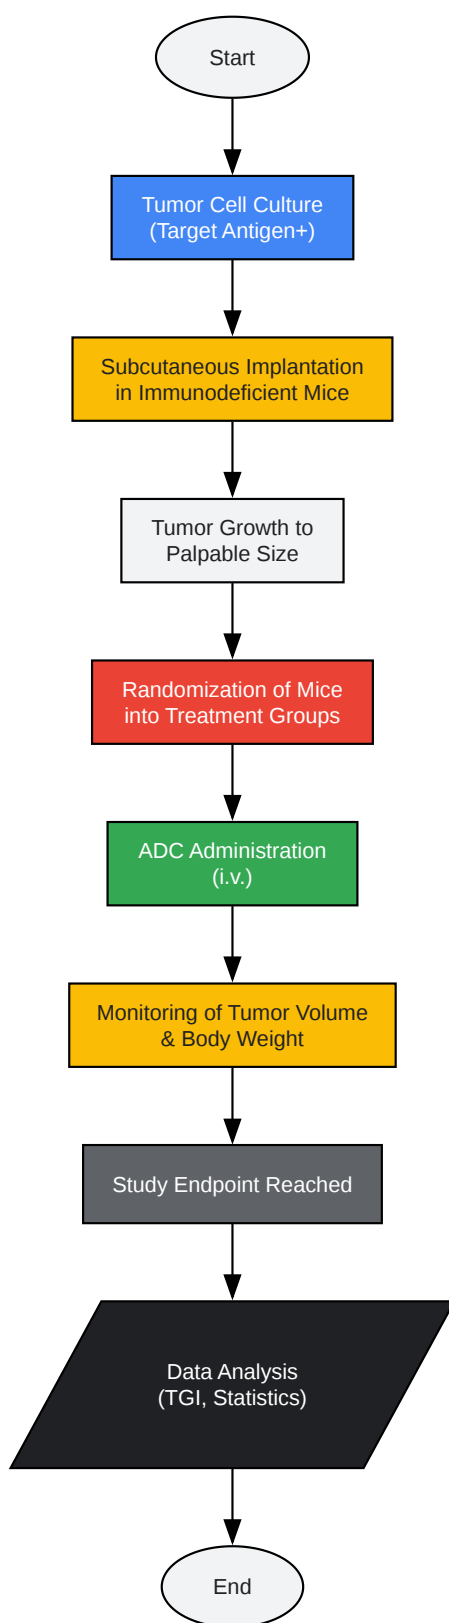 Start
Tumor Cell Culture
(Target Antigen+)
Subcutaneous Implantation
in Immunodeficient Mice
Tumor Growth to
Palpable Size
Randomization of Mice
into Treatment Groups
ADC Administration
(i.v.)
Monitoring of Tumor Volume
& Body Weight
Study Endpoint Reached
Data Analysis
(TGI, Statistics)
End